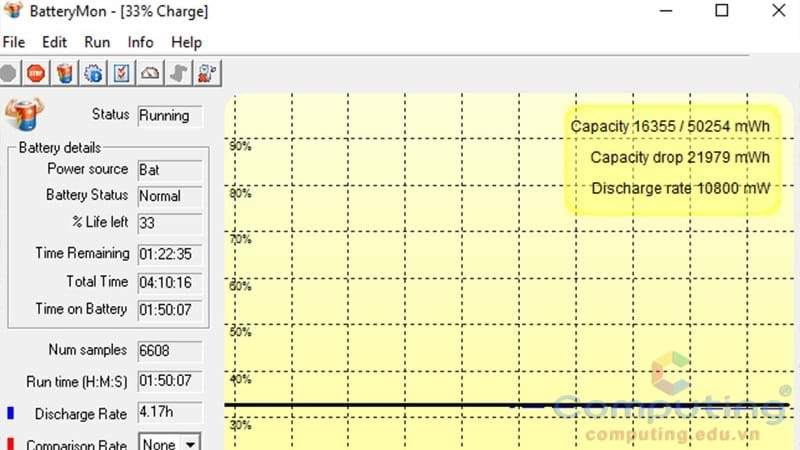 BatteryMon - [33% Charge]
File Edit Run Info Help
STOP
Status Running
Battery details
Power source Bat
Battery Status Normal
% Life left 33
Time Remaining 01:22:35
Total Time 04:10:16
Time on Battery 01:50:07
Num samples 6608
Run time (H:M:S) 01:50:07
Discharge Rate 4.17h
Comparison Rate None
Capacity 16355 / 50254 mWh
Capacity drop 21979 mWh
Discharge rate 10800 mW
90%
80%
70%
60%
50%
40%
30%
Computing®
computing.edu.vn